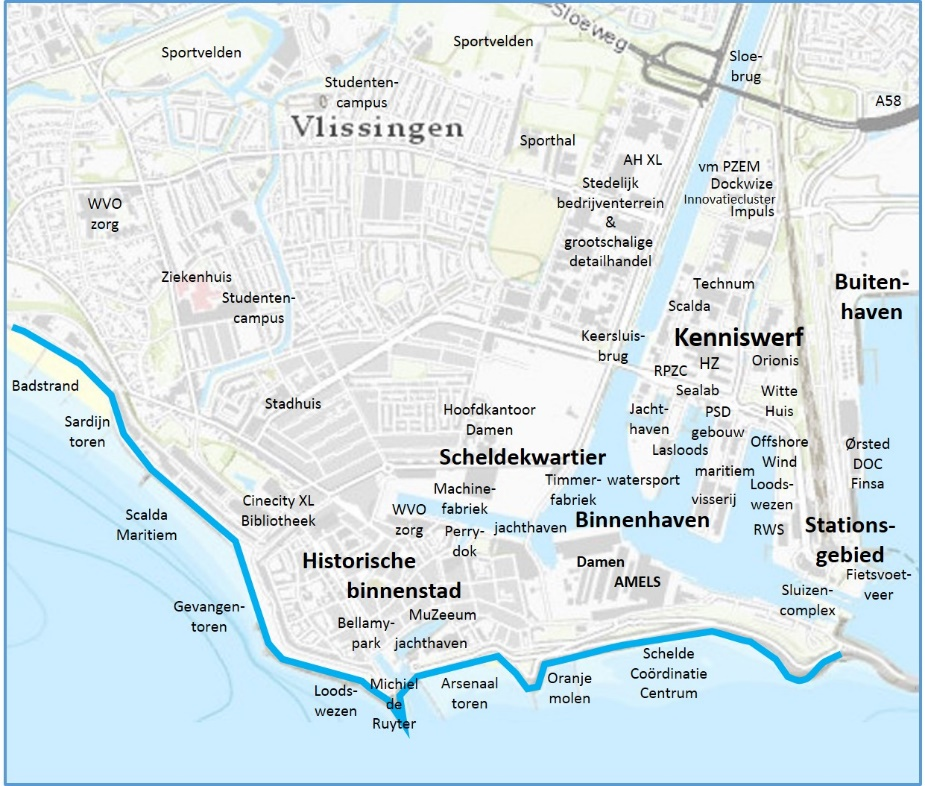 Sloeweg
Sportvelden
Sportvelden
Sloe-
brug
Studenten-
campus
A58
Vlissingen
Sporthal
AH XL
Stedelijk
bedrijventerrein
&
grootschalige
detailhandel
vm PZEM
Dockwize
Innovatiecluster
Impuls
WVO
zorg
Ziekenhuis
Studenten-
campus
Technum
Scalda
Buiten-
haven
Keersluis-
brug
Kenniswerf
RPZC
HZ
Orionis
Sealab
Witte
Huis
Badstrand
Sardijn
toren
Stadhuis
Hoofdkantoor
Damen
Jacht-
haven
PSD
gebouw
Lasloods
Offshore
Wind
Ørsted
DOC
Finsa
Scheldekwartier
maritiem
Timmer-
fabriek
watersport
Loods-
wezen
visserij
Machine-
fabriek
Cinecity XL
Bibliotheek
Scalda
Maritiem
WVO
zorg
Perry-
dok
jachthaven
Binnenhaven
RWS
Stations-
gebied
Historische
binnenstad
Damen
AMELS
Fietsvoet-
veer
Sluizen-
complex
Gevangen-
toren
MuZeeum
Bellamy-
park
jachthaven
Schelde
Coördinatie
Centrum
Loods-
wezen
Michiel
de
Ruyter
Arsenaal
toren
Oranje
molen